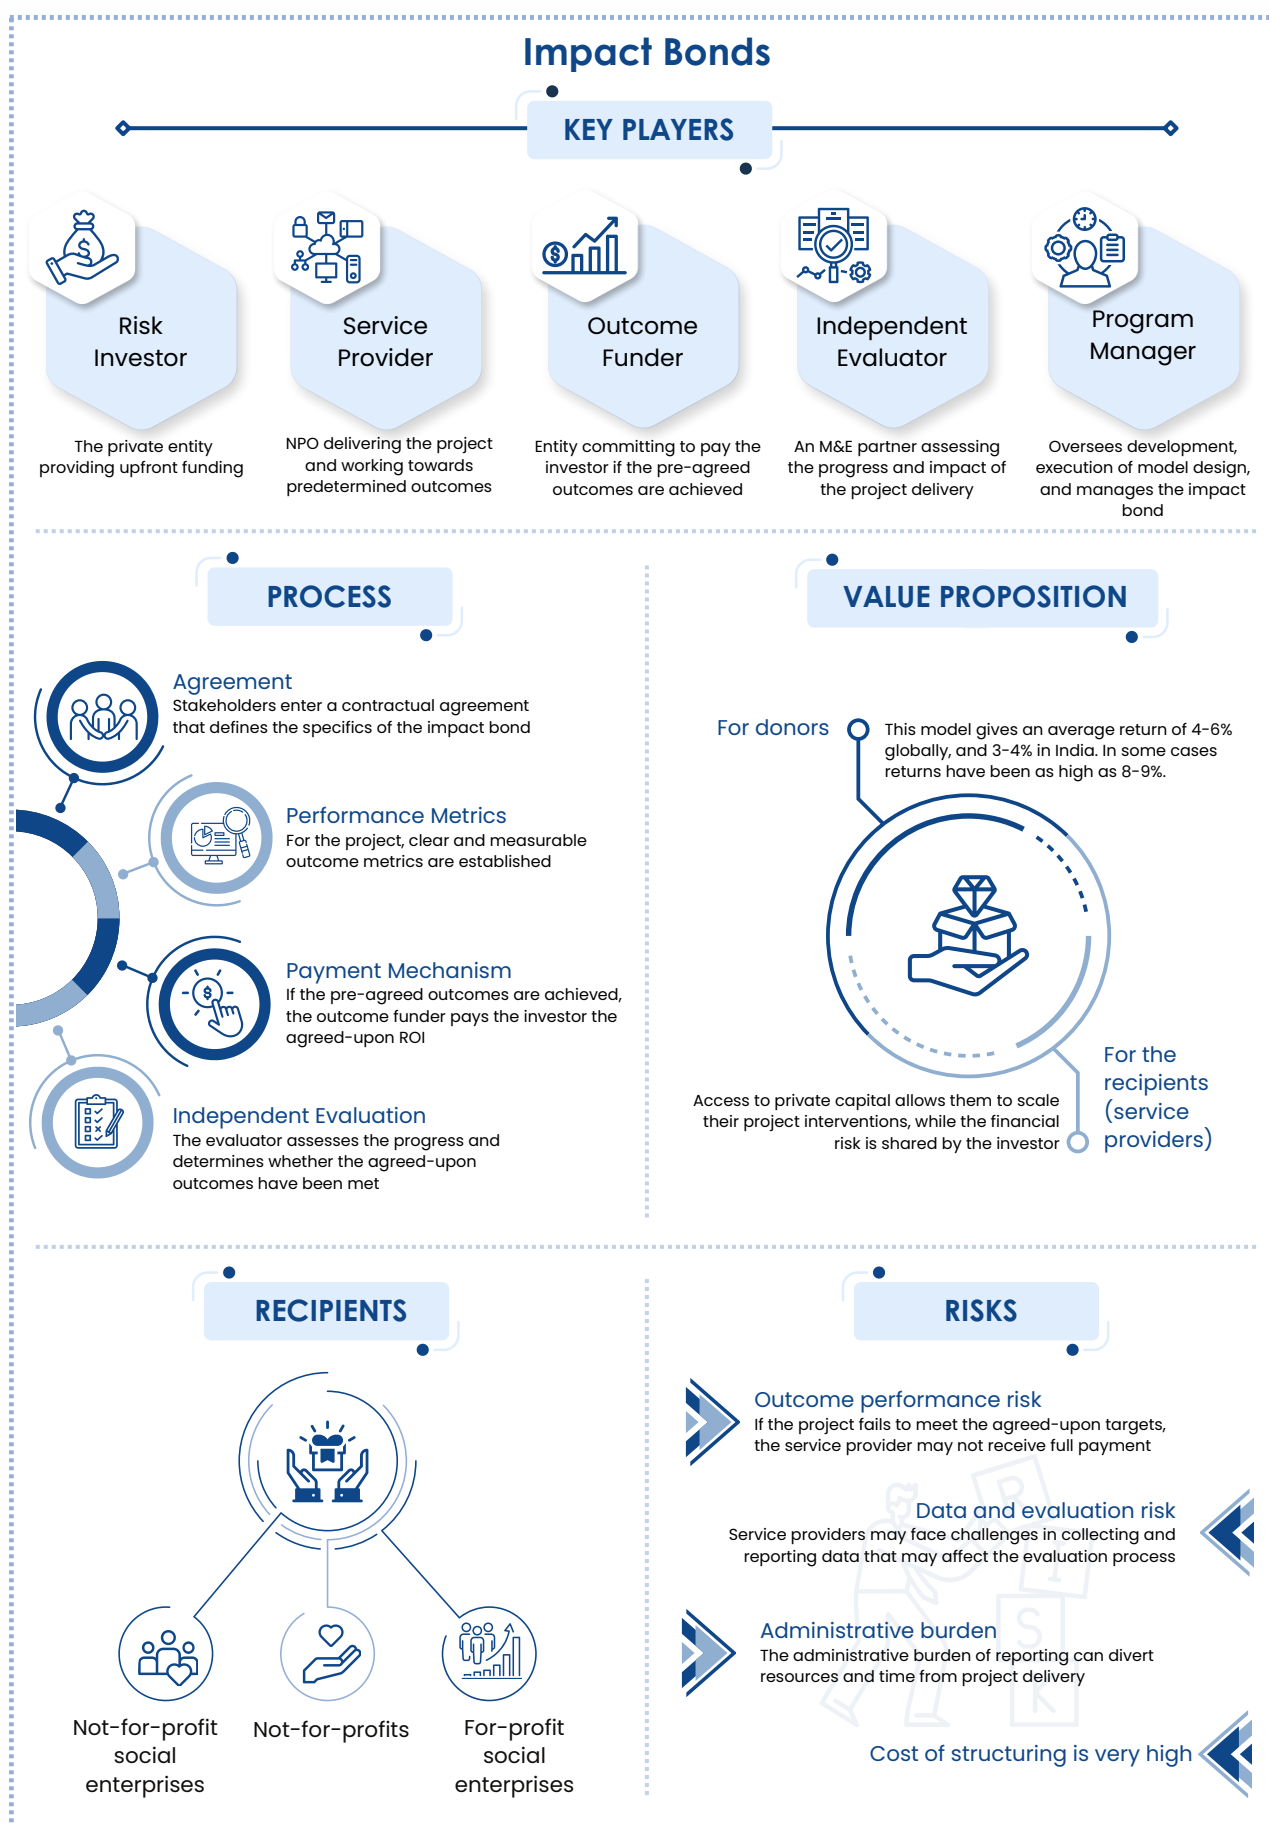 Impact Bonds
KEY PLAYERS
Risk
Investor
The private entity
providing upfront funding
Service
Provider
NPO delivering the project
and working towards
predetermined outcomes
Outcome
Funder
Entity committing to pay the
investor if the pre-agreed
outcomes are achieved
Independent
Evaluator
An M&E partner assessing
the progress and impact of
the project delivery
Program
Manager
Oversees development,
execution of model design,
and manages the impact
bond
PROCESS
Agreement
Stakeholders enter a contractual agreement
that defines the specifics of the impact bond
Performance Metrics
For the project, clear and measurable
outcome metrics are established
Payment Mechanism
If the pre-agreed outcomes are achieved,
the outcome funder pays the investor the
agreed-upon ROI
Independent Evaluation
The evaluator assesses the progress and
determines whether the agreed-upon
outcomes have been met
VALUE PROPOSITION
For donors
This model gives an average return of 4-6%
globally, and 3-4% in India. In some cases
returns have been as high as 8-9%.
For the
recipients
(service
providers)
Access to private capital allows them to scale
their project interventions, while the financial
risk is shared by the investor
RECIPIENTS
Not-for-profit
social
enterprises
Not-for-profits
For-profit
social
enterprises
RISKS
Outcome performance risk
If the project fails to meet the agreed-upon targets,
the service provider may not receive full payment
Data and evaluation risk
Service providers may face challenges in collecting and
reporting data that may affect the evaluation process
Administrative burden
The administrative burden of reporting can divert
resources and time from project delivery
Cost of structuring is very high
R
I
S
K